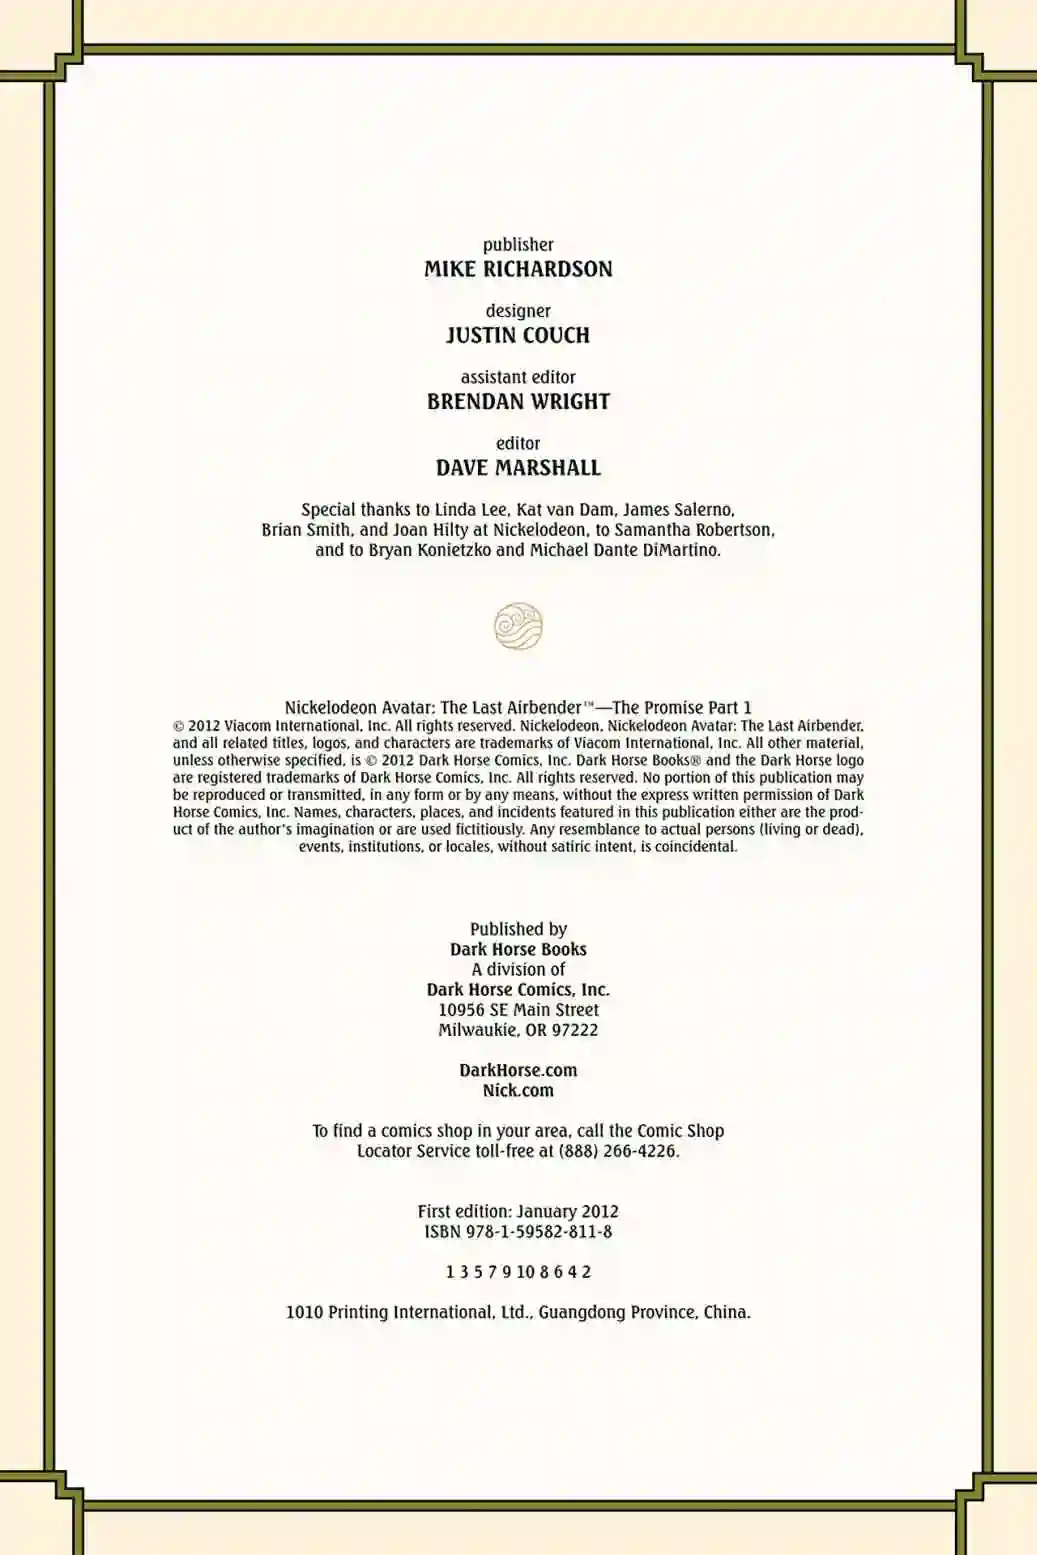 publisher
MIKE RICHARDSON
designer
JUSTIN COUCH
assistant editor
BRENDAN WRIGHT
editor
DAVE MARSHALL
Special thanks to Linda Lee, Kat van Dam, James Salerno,
Brian Smith, and Joan Hilty at Nickelodeon, to Samantha Robertson,
and to Bryan Konietzko and Michael Dante DiMartino.
Nickelodeon Avatar: The Last Airbender™—The Promise Part 1
© 2012 Viacom International, Inc. All rights reserved. Nickelodeon, Nickelodeon Avatar: The Last Airbender,
and all related titles, logos, and characters are trademarks of Viacom International, Inc. All other material,
unless otherwise specified, is © 2012 Dark Horse Comics, Inc. Dark Horse Books® and the Dark Horse logo
are registered trademarks of Dark Horse Comics, Inc. All rights reserved. No portion of this publication may
be reproduced or transmitted, in any form or by any means, without the express written permission of Dark
Horse Comics, Inc. Names, characters, places, and incidents featured in this publication either are the prod-
uct of the author's imagination or are used fictitiously. Any resemblance to actual persons (living or dead),
events, institutions, or locales, without satiric intent, is coincidental.
Published by
Dark Horse Books
A division of
Dark Horse Comics, Inc.
10956 SE Main Street
Milwaukie, OR 97222
DarkHorse.com
Nick.com
To find a comics shop in your area, call the Comic Shop
Locator Service toll-free at (888) 266-4226.
First edition: January 2012
ISBN 978-1-59582-811-8
1 3 5 7 9 10 8 6 4 2
1010 Printing International, Ltd., Guangdong Province, China.